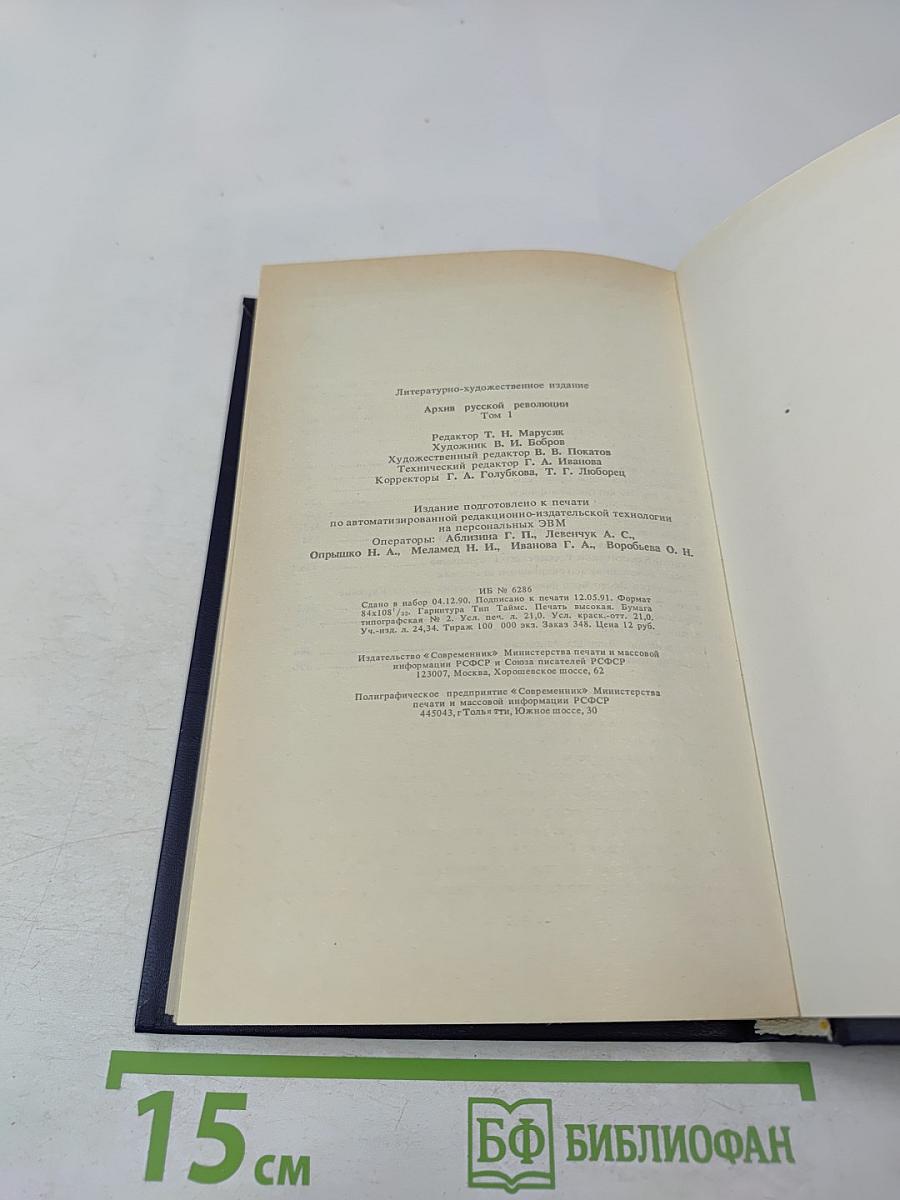 Литературно-художественное издание
Архив русской революции
Том 1
Редактор Т. Н. Марусяк
Художник В. И. Бобров
Художественный редактор В. В. Покатов
Технический редактор Г. А. Иванова
Корректоры Г. А. Голубкова, Т. Г. Люборец
Издание подготовлено к печати
по автоматизированной редакционно-издательской технологии
на персональных ЭВМ
Операторы: Аблизина Г. П., Левенчук А. С.,
Опрышко Н. А., Меламед Н. И., Иванова Г. А., Воробьева О. Н.
ИБ № 6286
Сдано в набор 04.12.90. Подписано к печати 12.05.91. Формат
84х108¹/₃₂. Гарнитура Тип Таймс. Печать высокая. Бумага
типографская № 2. Усл. печ. л. 21,0. Усл. краск.-отт. 21,0.
Уч.-изд. л. 24,34. Тираж 100 000 экз. Заказ 348. Цена 12 руб.
Издательство «Современник» Министерства печати и массовой
информации РСФСР и Союза писателей РСФСР
123007, Москва, Хорошевское шоссе, 62
Полиграфическое предприятие «Современник» Министерства
печати и массовой информации РСФСР
445043, г Тольятти, Южное шоссе, 30
15 см
БФ БИБЛИОФАН